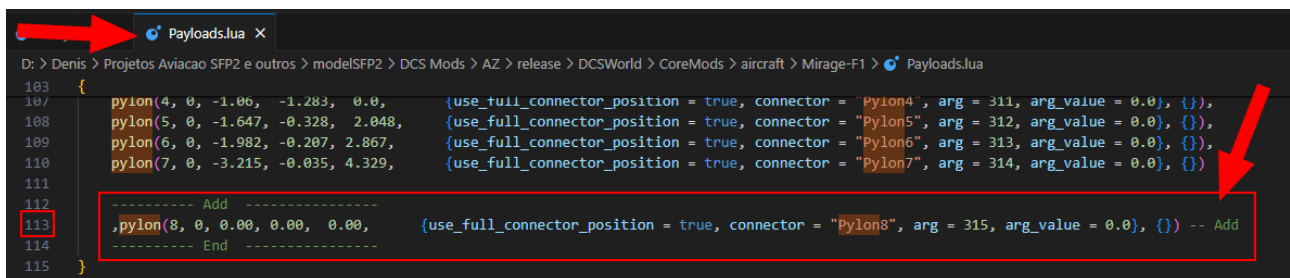 Payloads.lua X
D: > Denis > Projetos Aviacao SFP2 e outros > modelSFP2 > DCS Mods > AZ > release > DCSWorld > CoreMods > aircraft > Mirage-F1 > Payloads.lua
103 {
107 pylon(4, 0, -1.06, -1.283, 0.0, {use_full_connector_position = true, connector = "Pylon4", arg = 311, arg_value = 0.0}, {}),
108 pylon(5, 0, -1.647, -0.328, 2.048, {use_full_connector_position = true, connector = "Pylon5", arg = 312, arg_value = 0.0}, {}),
109 pylon(6, 0, -1.982, -0.207, 2.867, {use_full_connector_position = true, connector = "Pylon6", arg = 313, arg_value = 0.0}, {}),
110 pylon(7, 0, -3.215, -0.035, 4.329, {use_full_connector_position = true, connector = "Pylon7", arg = 314, arg_value = 0.0}, {})
111
112 ---------- Add ----------------
113 ,pylon(8, 0, 0.00, 0.00, 0.00, {use_full_connector_position = true, connector = "Pylon8", arg = 315, arg_value = 0.0}, {}) -- Add
114 ---------- End ----------------
115 }